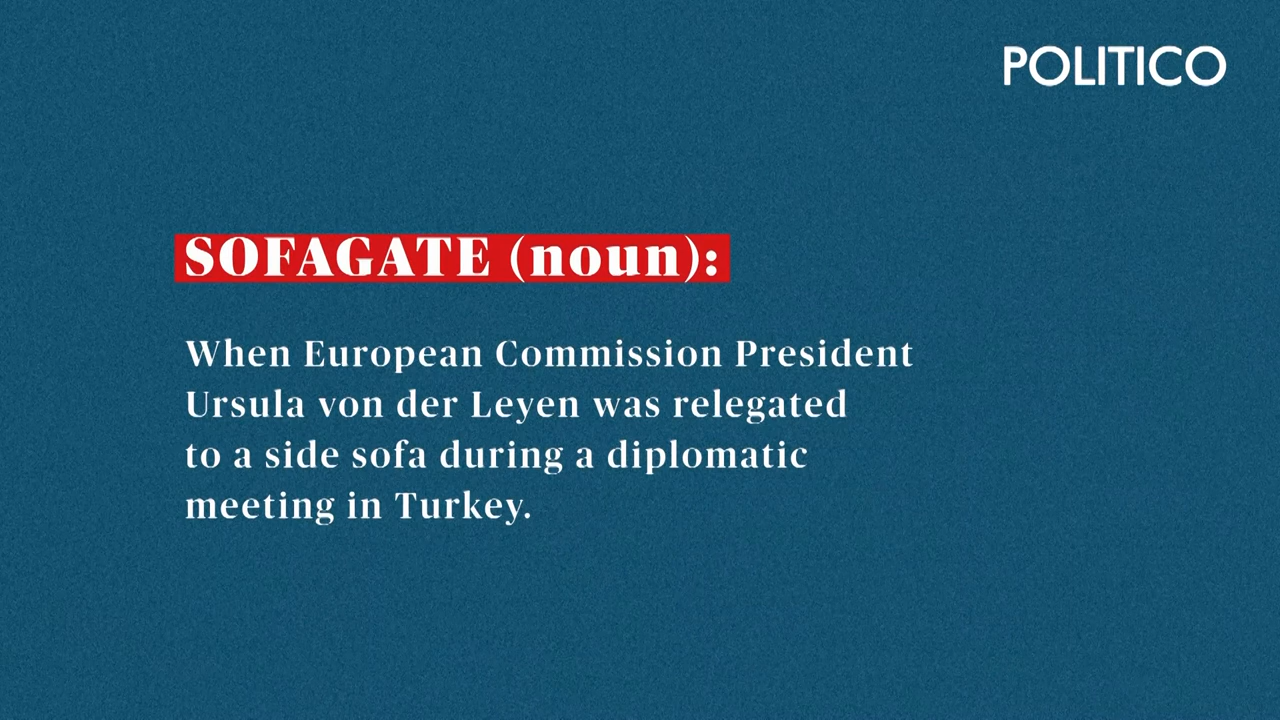 POLITICO
SOFAGATE (noun):
When European Commission President
Ursula von der Leyen was relegated
to a side sofa during a diplomatic
meeting in Turkey.